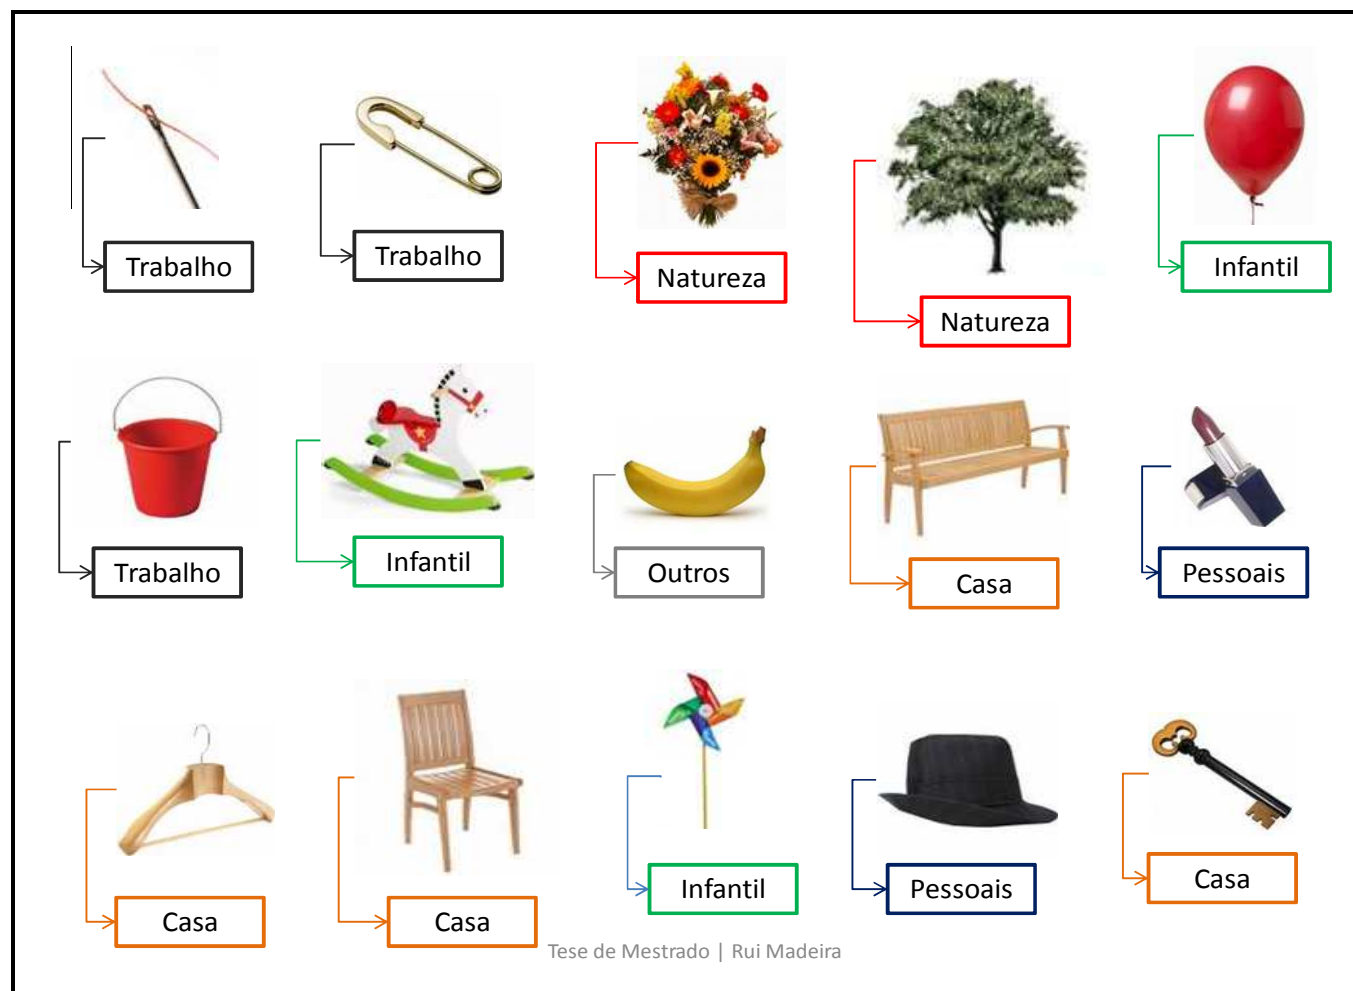 Trabalho
Trabalho
Natureza
Natureza
Infantil
Trabalho
Infantil
Outros
Casa
Pessoais
Casa
Casa
Infantil
Pessoais
Casa
Tese de Mestrado | Rui Madeira